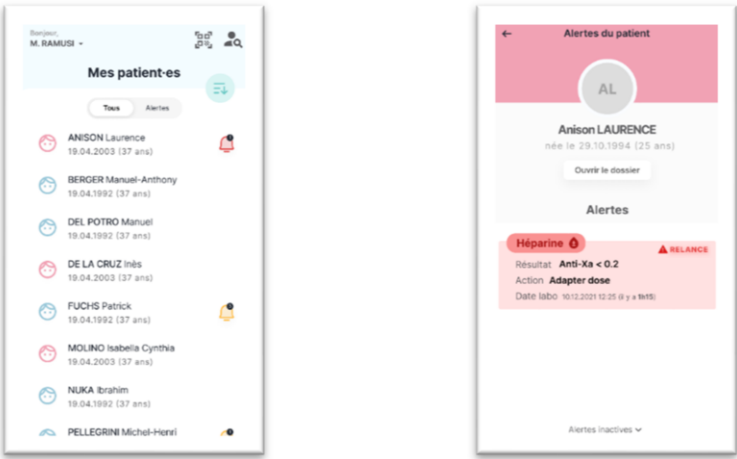 Bonjour,
M. RAMUSI
Mes patient·es
Tous Alertes
ANISON Laurence
19.04.2003 (37 ans)
BERGER Manuel-Anthony
19.04.1992 (37 ans)
DEL POTRO Manuel
19.04.1992 (37 ans)
DE LA CRUZ Inès
19.04.2003 (37 ans)
FUCHS Patrick
19.04.1992 (37 ans)
MOLINO Isabella Cynthia
19.04.2003 (37 ans)
NUKA Ibrahim
19.04.1992 (37 ans)
PELLEGRINI Michel-Henri
Alertes du patient
AL
Anison LAURENCE
née le 29.10.1994 (25 ans)
Ouvrir le dossier
Alertes
Héparine
RELANCE
Résultat Anti-Xa < 0.2
Action Adapter dose
Date labo 10.12.2021 12:25 (il y a 1h15)
Alertes inactives